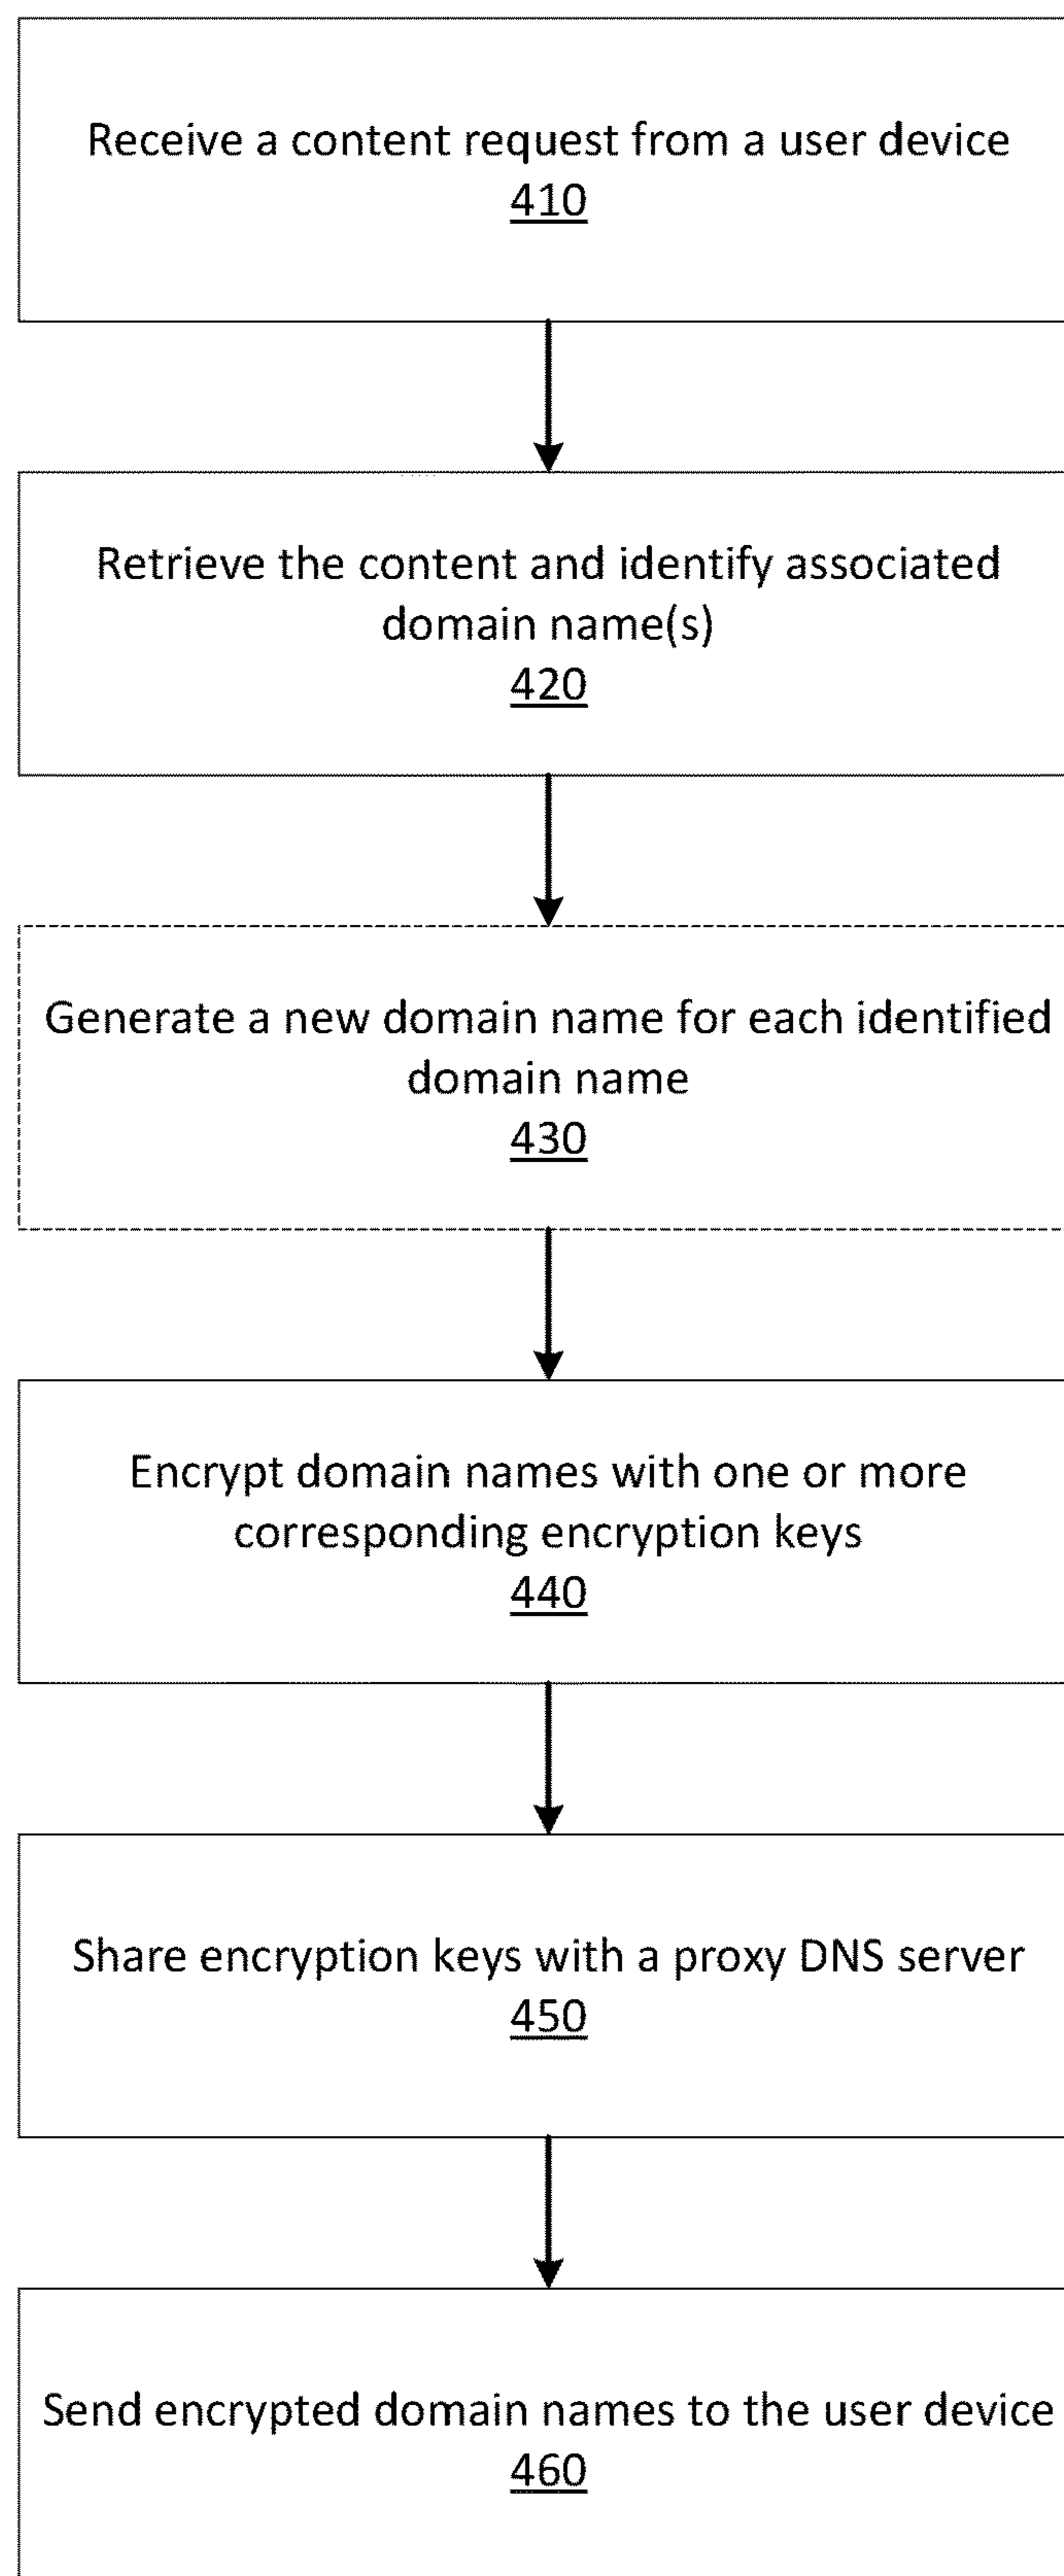 Receive a content request from a user device
410
Retrieve the content and identify associated
domain name(s)
420
Generate a new domain name for each identified
domain name
430
Encrypt domain names with one or more
corresponding encryption keys
440
Share encryption keys with a proxy DNS server
450
Send encrypted domain names to the user device
460